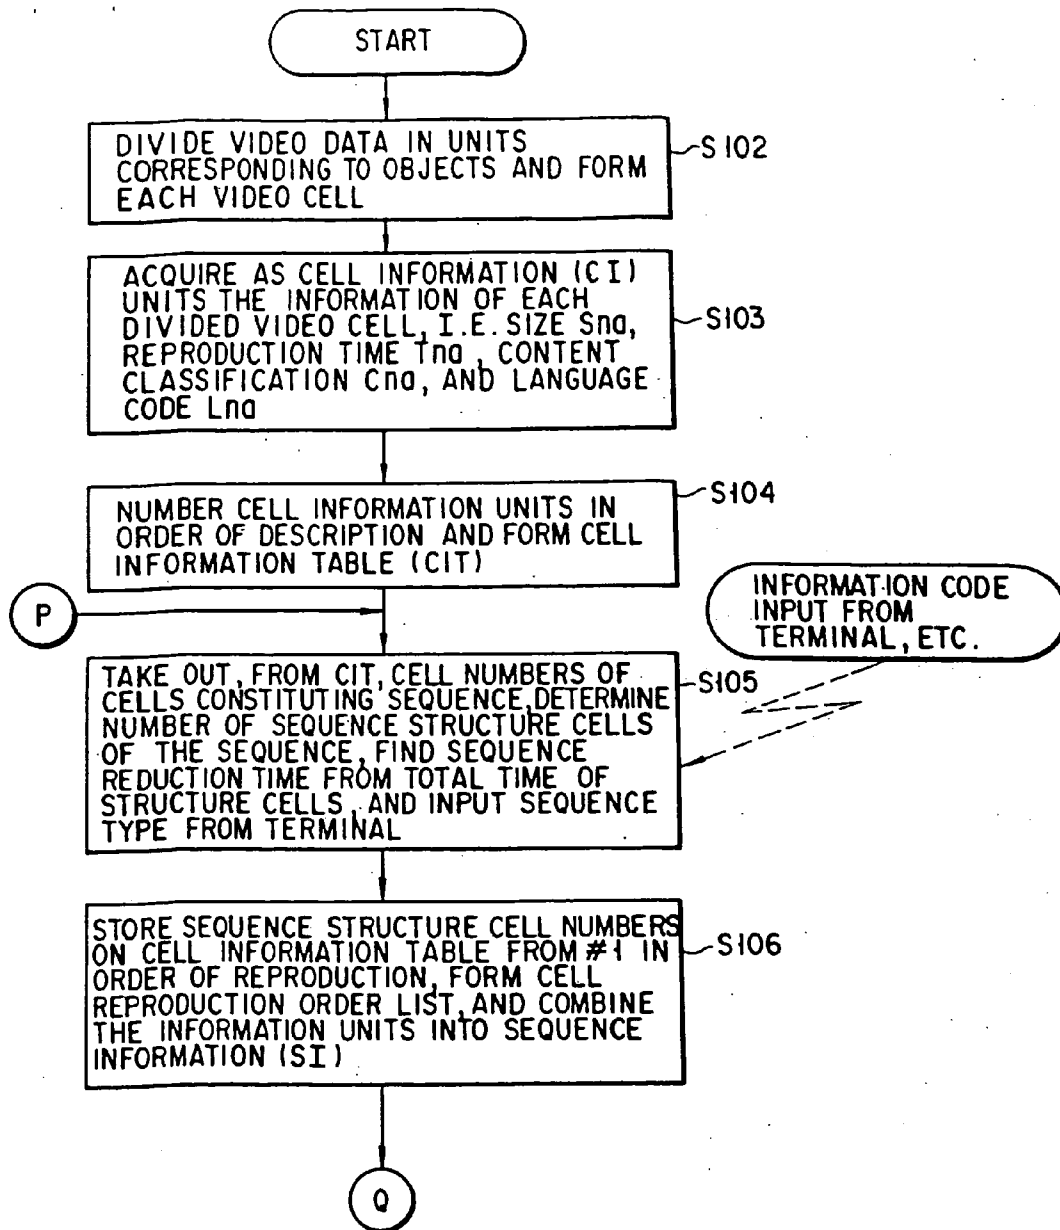 START
DIVIDE VIDEO DATA IN UNITS
CORRESPONDING TO OBJECTS AND FORM
EACH VIDEO CELL
S102
ACQUIRE AS CELL INFORMATION (CI)
UNITS THE INFORMATION OF EACH
DIVIDED VIDEO CELL, I.E. SIZE Sna,
REPRODUCTION TIME Tna, CONTENT
CLASSIFICATION Cna, AND LANGUAGE
CODE Lna
S103
NUMBER CELL INFORMATION UNITS IN
ORDER OF DESCRIPTION AND FORM CELL
INFORMATION TABLE (CIT)
S104
P
INFORMATION CODE
INPUT FROM
TERMINAL, ETC.
TAKE OUT, FROM CIT, CELL NUMBERS OF
CELLS CONSTITUTING SEQUENCE, DETERMINE
NUMBER OF SEQUENCE STRUCTURE CELLS
OF THE SEQUENCE, FIND SEQUENCE
REDUCTION TIME FROM TOTAL TIME OF
STRUCTURE CELLS, AND INPUT SEQUENCE
TYPE FROM TERMINAL
S105
STORE SEQUENCE STRUCTURE CELL NUMBERS
ON CELL INFORMATION TABLE FROM #1 IN
ORDER OF REPRODUCTION, FORM CELL
REPRODUCTION ORDER LIST, AND COMBINE
THE INFORMATION UNITS INTO SEQUENCE
INFORMATION (SI)
S106
Q